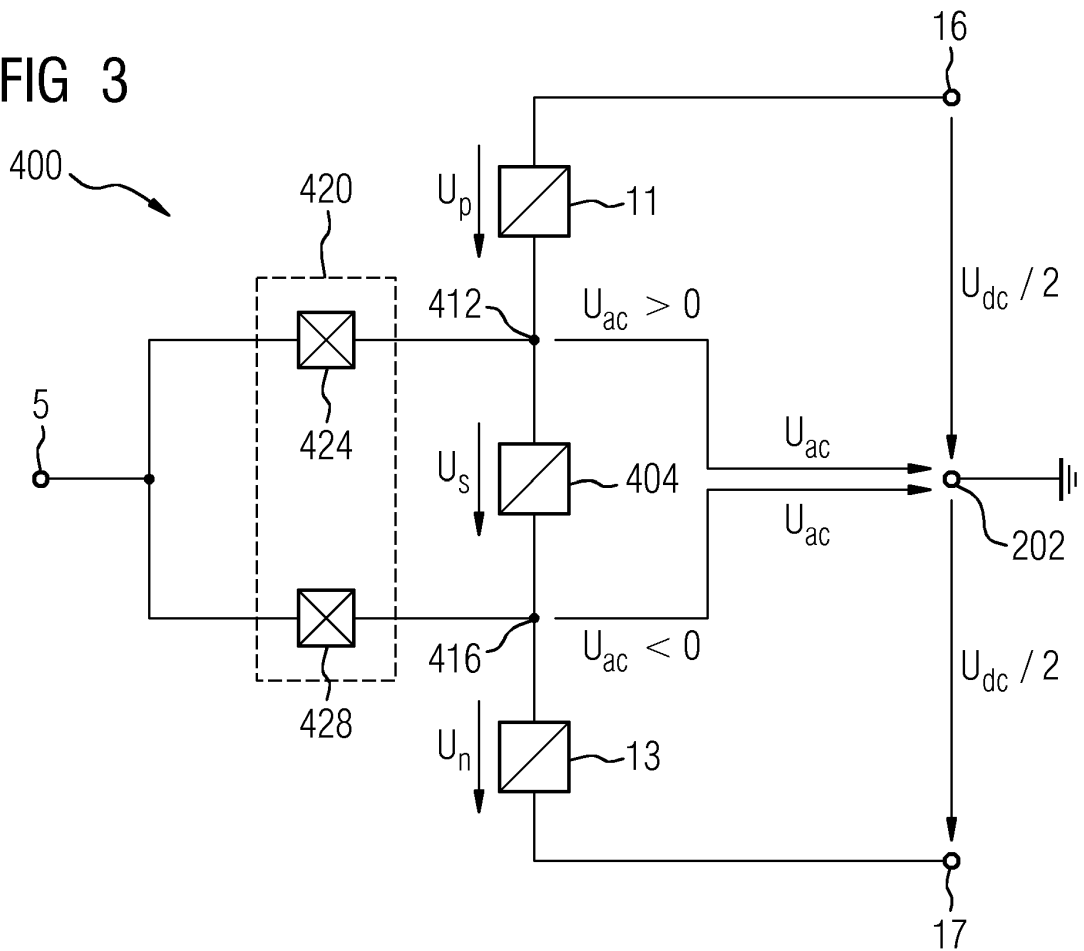 FIG 3
16
400
420
U_p
11
U_dc / 2
412
U_ac > 0
5
424
U_s
404
U_ac
U_ac
202
416
U_ac < 0
U_dc / 2
428
U_n
13
17